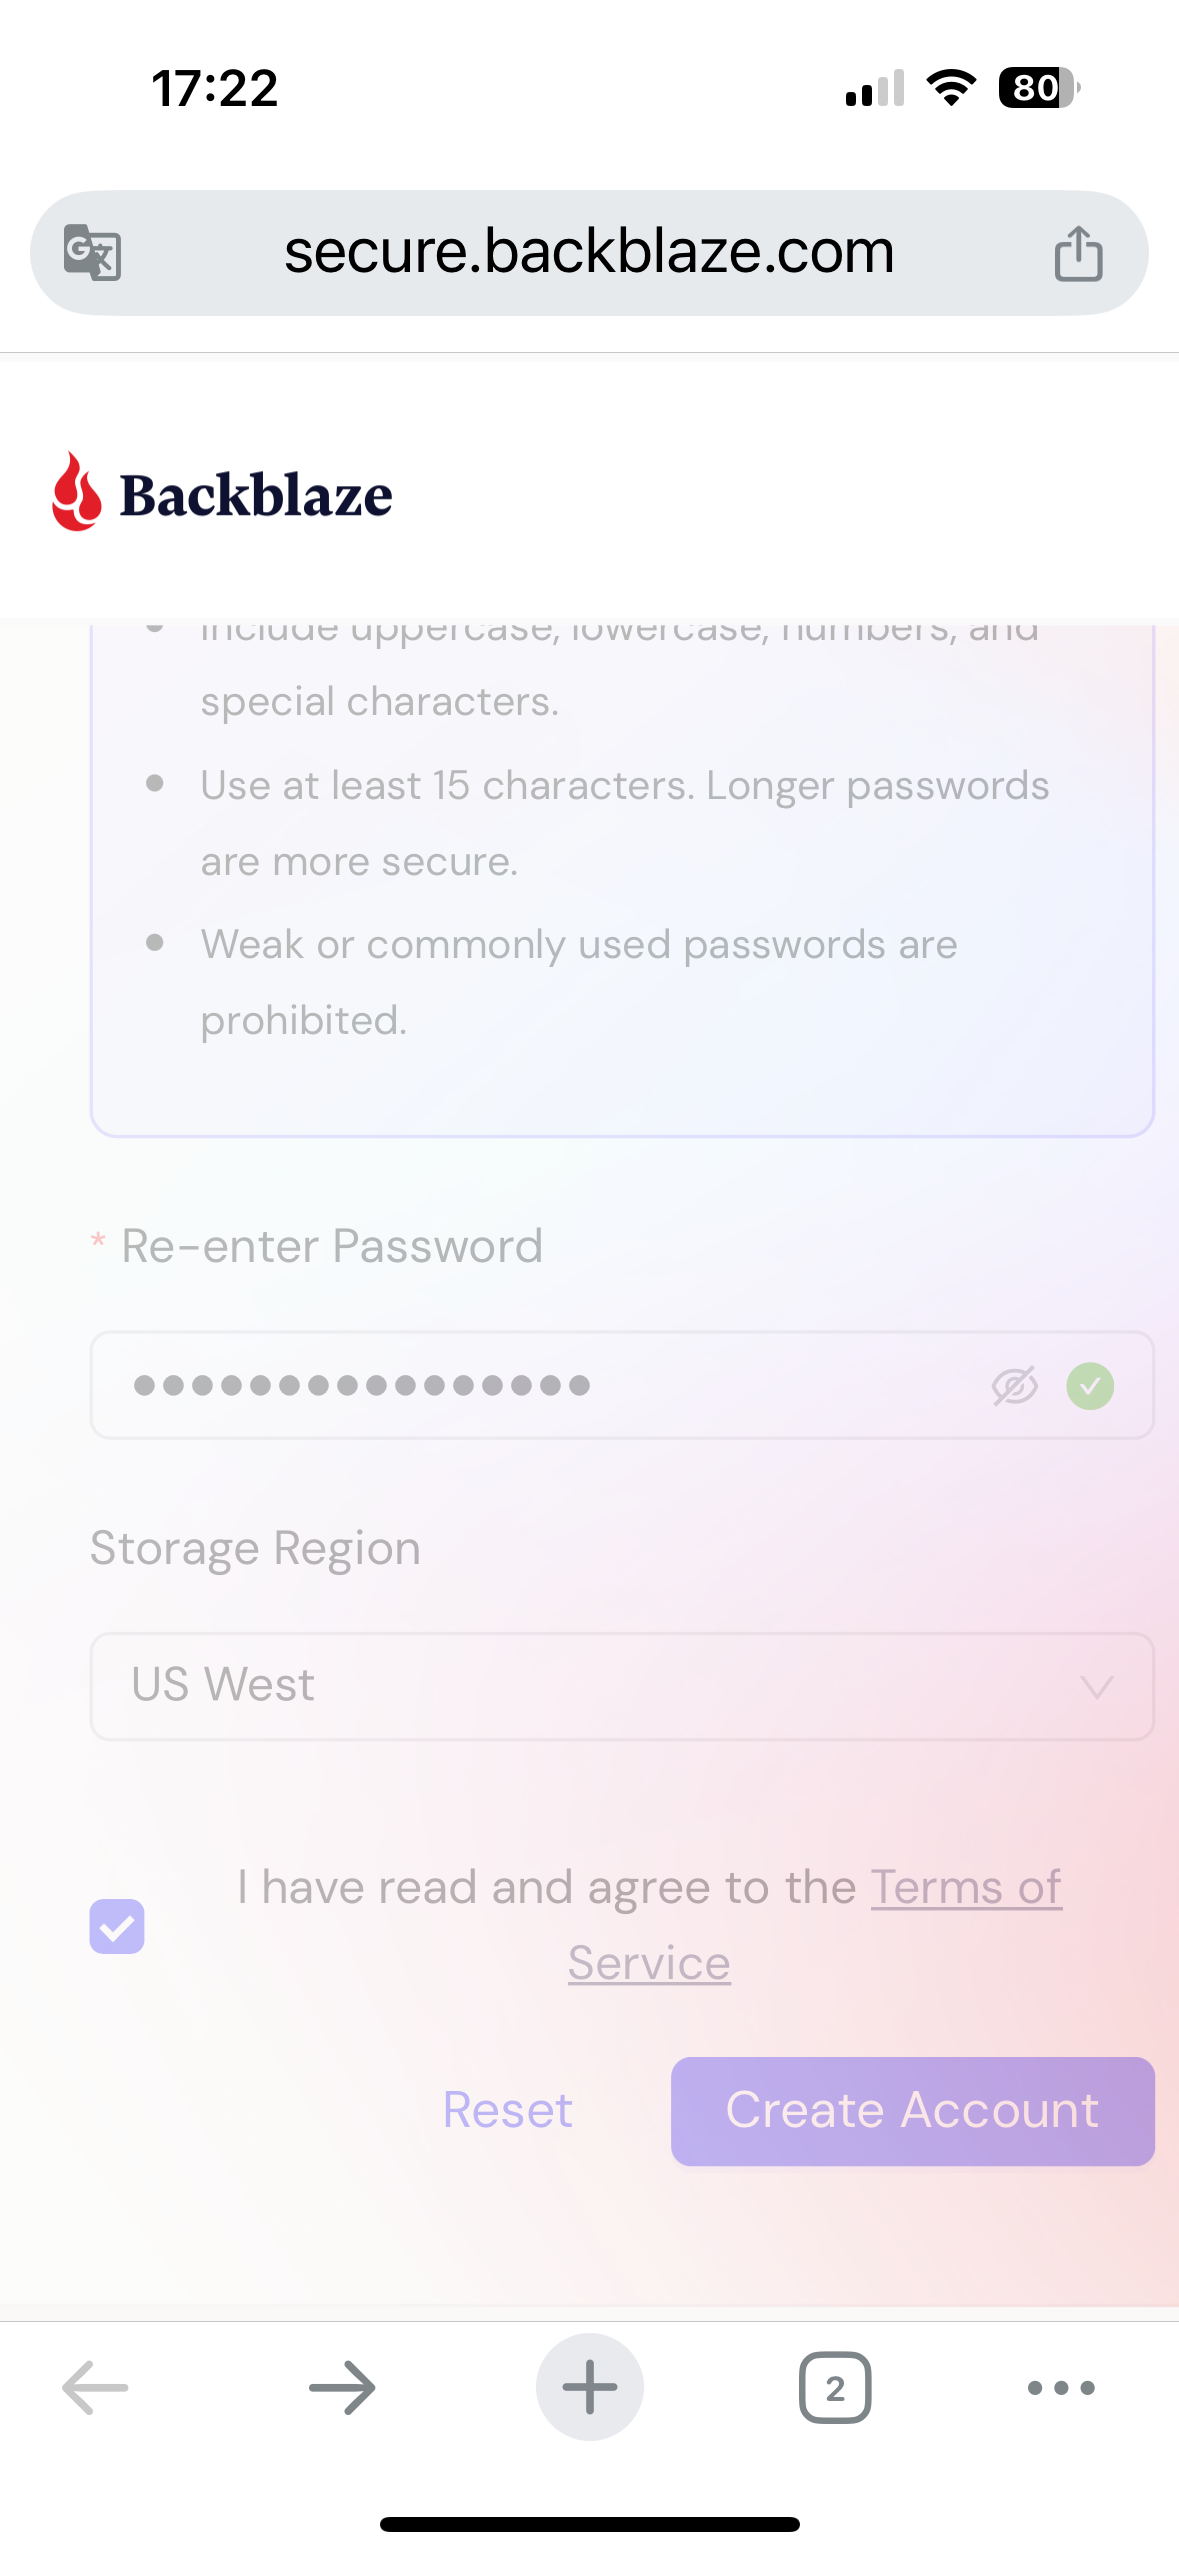 17:22
80
secure.backblaze.com
Backblaze
Include uppercase, lowercase, numbers, and
special characters.
Use at least 15 characters. Longer passwords
are more secure.
Weak or commonly used passwords are
prohibited.
* Re-enter Password
Storage Region
US West
I have read and agree to the Terms of
Service
Reset
Create Account
2